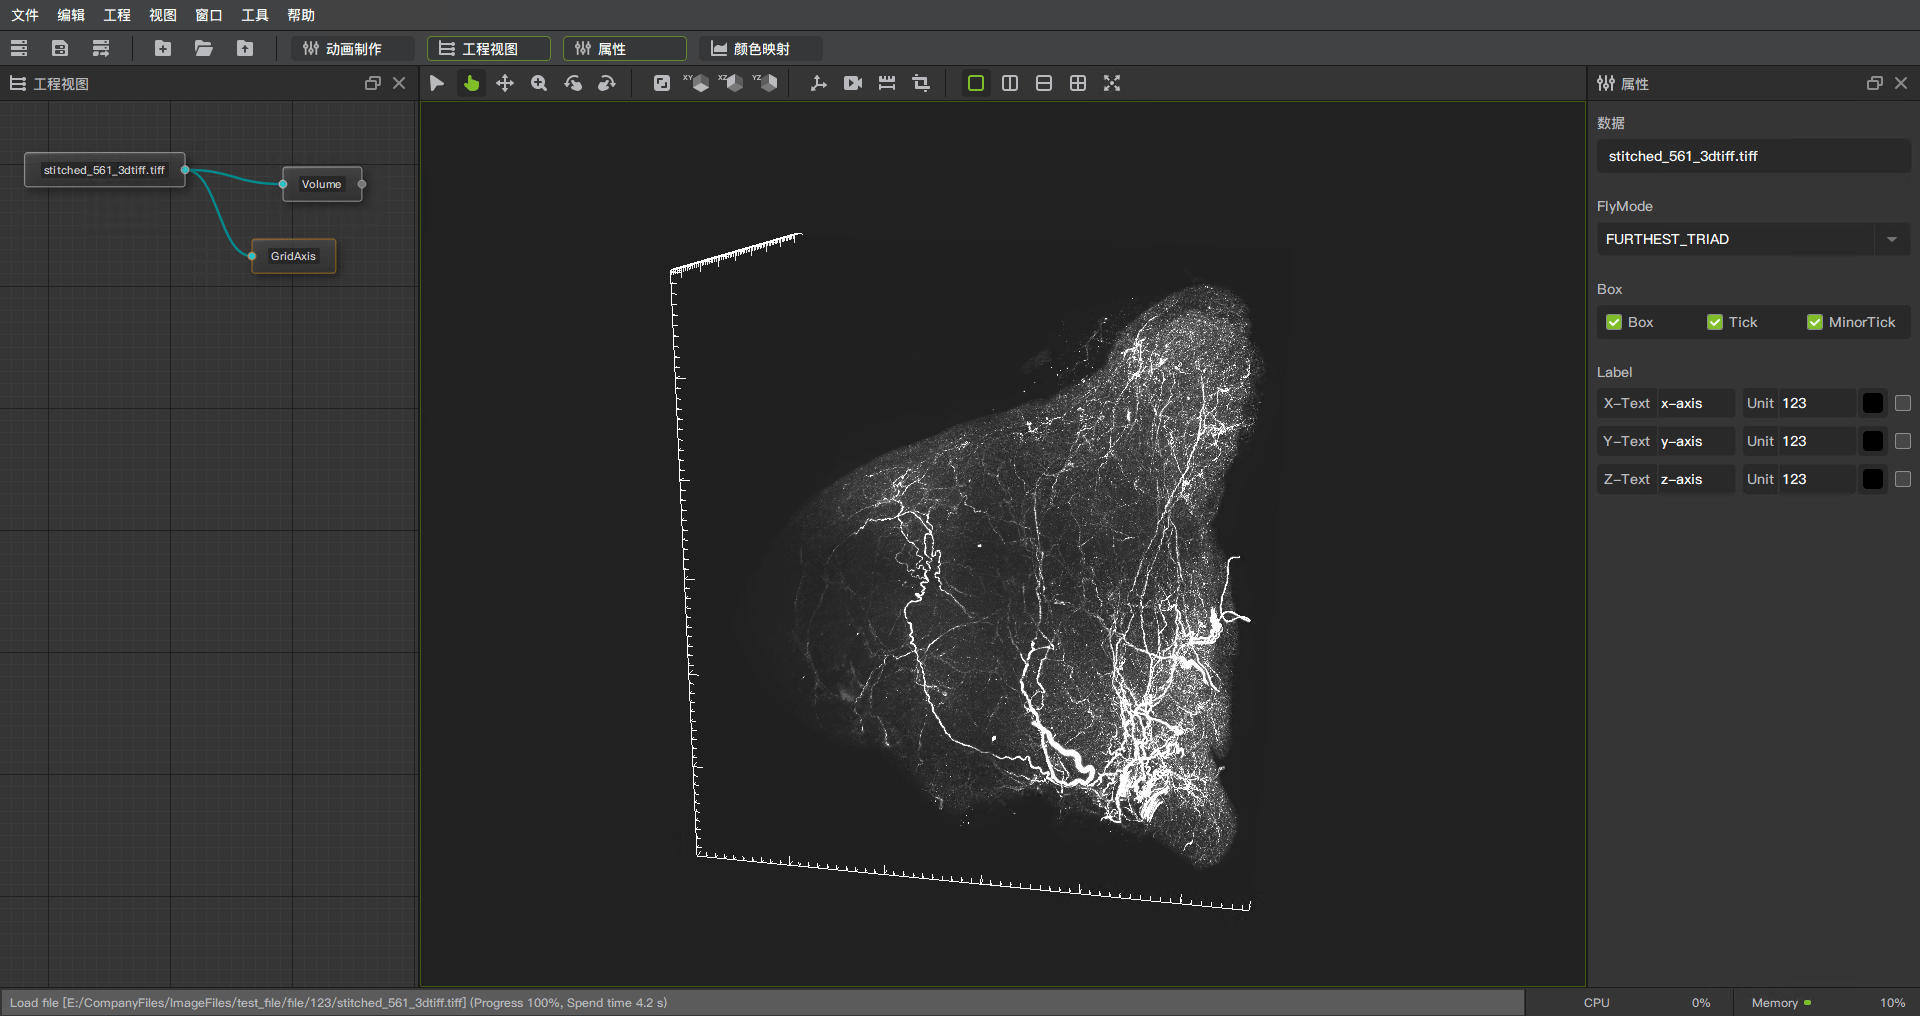 文件 编辑 工程 视图 窗口 工具 帮助
动画制作 工程视图 属性 颜色映射
工程视图
XY XZ YZ
属性
stitched_561_3dtiff.tiff
Volume
GridAxis
数据
stitched_561_3dtiff.tiff
FlyMode
FURTHEST_TRIAD
Box
Box Tick MinorTick
Label
X-Text x-axis Unit 123
Y-Text y-axis Unit 123
Z-Text z-axis Unit 123
Load file [E:/CompanyFiles/ImageFiles/test_file/file/123/stitched_561_3dtiff.tiff] (Progress 100%, Spend time 4.2 s)
CPU 0% Memory 10%